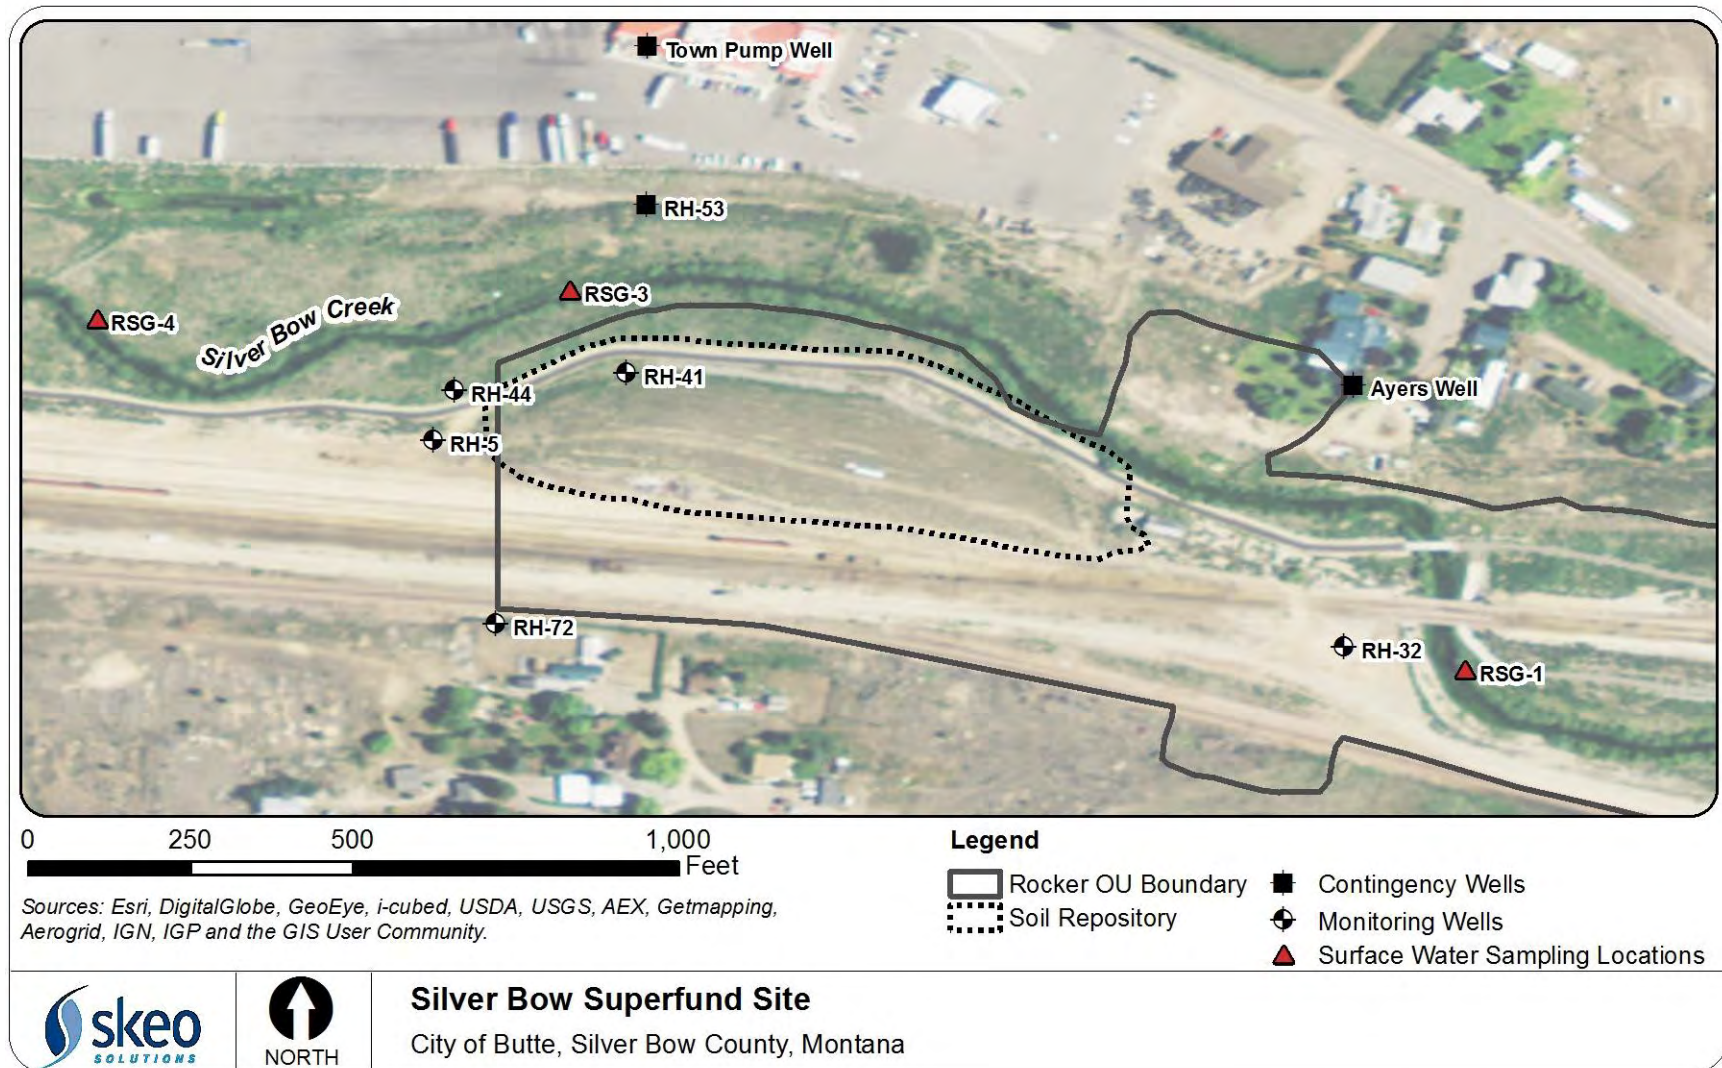 Town Pump Well
RH-53
RSG-3
RSG-4
Silver Bow Creek
RH-41
RH-44
Ayers Well
RH-5
RH-72
RH-32
RSG-1
0 250 500 1,000
Feet
Sources: Esri, DigitalGlobe, GeoEye, i-cubed, USDA, USGS, AEX, Getmapping,
Aerogrid, IGN, IGP and the GIS User Community.
Legend
Rocker OU Boundary
Soil Repository
Contingency Wells
Monitoring Wells
Surface Water Sampling Locations
skeo
SOLUTIONS
NORTH
Silver Bow Superfund Site
City of Butte, Silver Bow County, Montana